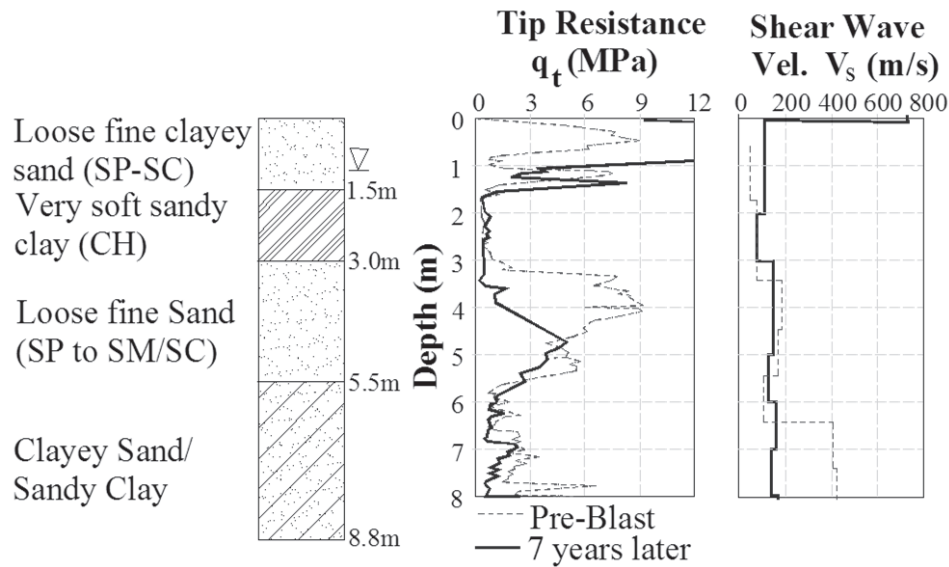 Tip Resistance
q_t (MPa)
0 3 6 9 12
Shear Wave
Vel. V_S (m/s)
0 200 400 600 800
Loose fine clayey
sand (SP-SC)
1.5m
Very soft sandy
clay (CH)
3.0m
Loose fine Sand
(SP to SM/SC)
5.5m
Clayey Sand/
Sandy Clay
8.8m
Depth (m)
0
1
2
3
4
5
6
7
8
Pre-Blast
7 years later